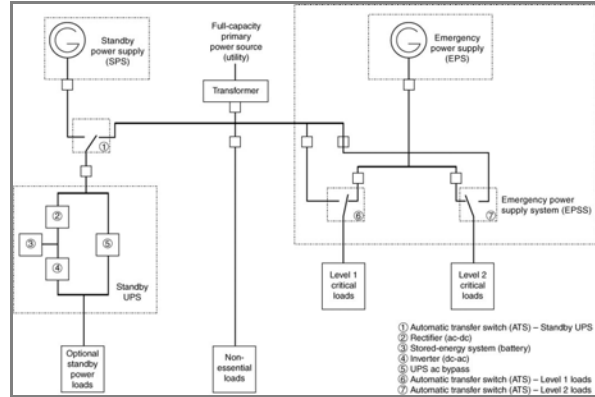 Standby
power supply
(SPS)
Full-capacity
primary
power source
(utility)
Emergency
power supply
(EPS)
Transformer
①
②
③
④
⑤
Standby
UPS
⑥
⑦
Emergency power
supply system (EPSS)
Level 1
critical
loads
Level 2
critical
loads
Optional
standby
power
loads
Non-
essential
loads
① Automatic transfer switch (ATS) – Standby UPS
② Rectifier (ac-dc)
③ Stored-energy system (battery)
④ Inverter (dc-ac)
⑤ UPS ac bypass
⑥ Automatic transfer switch (ATS) – Level 1 loads
⑦ Automatic transfer switch (ATS) – Level 2 loads